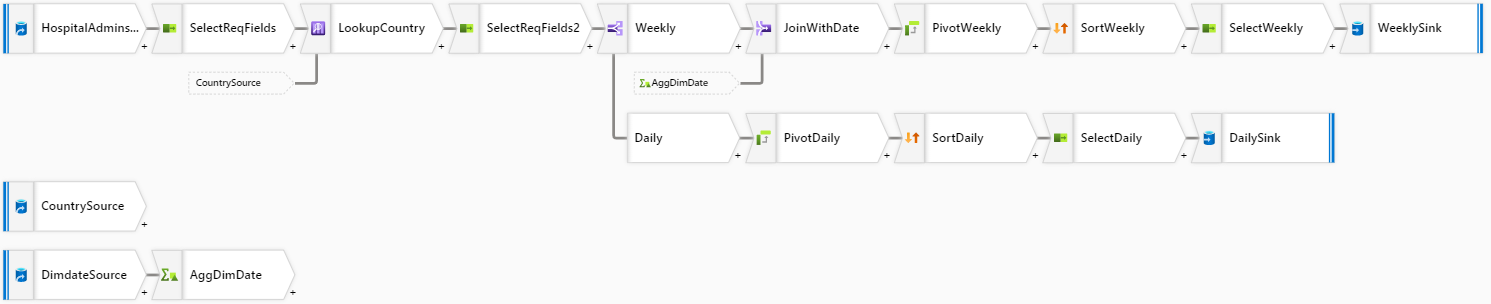 HospitalAdmins... SelectReqFields LookupCountry SelectReqFields2 Weekly JoinWithDate PivotWeekly SortWeekly SelectWeekly WeeklySink
+ + + + + + + + +
CountrySource AggDimDate
Daily PivotDaily SortDaily SelectDaily DailySink
+ + + +
CountrySource
+
DimdateSource AggDimDate
+ +